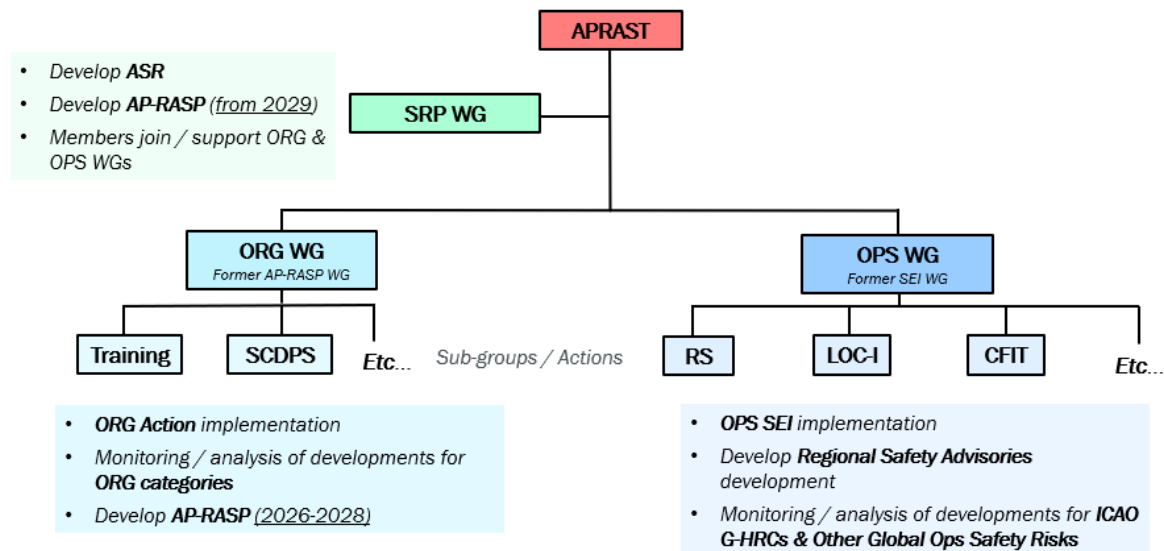 APRAST
• Develop ASR
• Develop AP-RASP (from 2029)
• Members join / support ORG &
OPS WGs
SRP WG
ORG WG
Former AP-RASP WG
OPS WG
Former SEI WG
Training
SCDPS
Etc...
Sub-groups / Actions
RS
LOC-I
CFIT
Etc...
• ORG Action implementation
• Monitoring / analysis of developments for
ORG categories
• Develop AP-RASP (2026-2028)
• OPS SEI implementation
• Develop Regional Safety Advisories
development
• Monitoring / analysis of developments for ICAO
G-HRCs & Other Global Ops Safety Risks